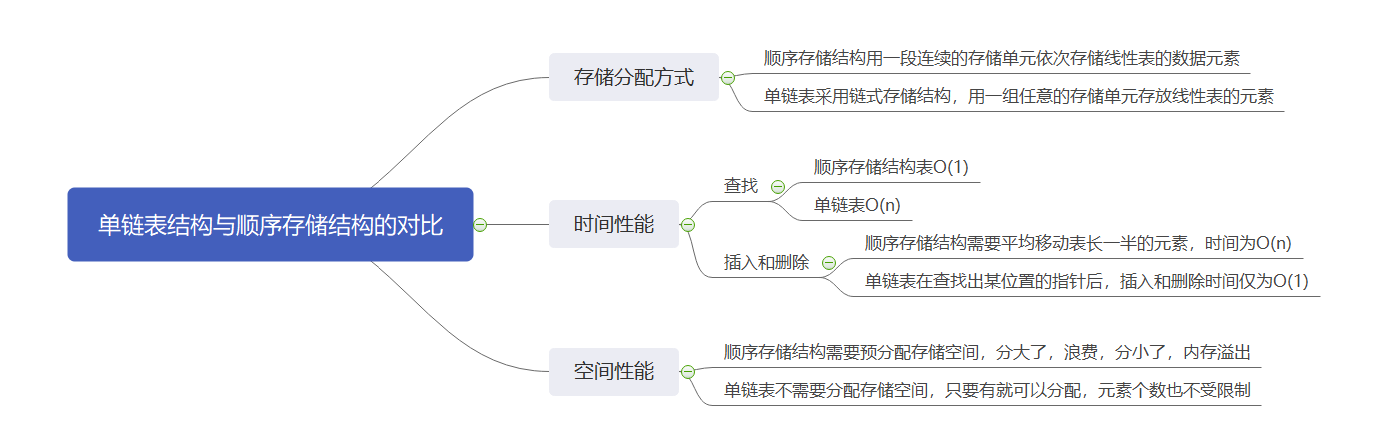 单链表结构与顺序存储结构的对比
存储分配方式
顺序存储结构用一段连续的存储单元依次存储线性表的数据元素
单链表采用链式存储结构，用一组任意的存储单元存放线性表的元素
时间性能
查找
顺序存储结构表O(1)
单链表O(n)
插入和删除
顺序存储结构需要平均移动表长一半的元素，时间为O(n)
单链表在查找出某位置的指针后，插入和删除时间仅为O(1)
空间性能
顺序存储结构需要预分配存储空间，分大了，浪费，分小了，内存溢出
单链表不需要分配存储空间，只要有就可以分配，元素个数也不受限制